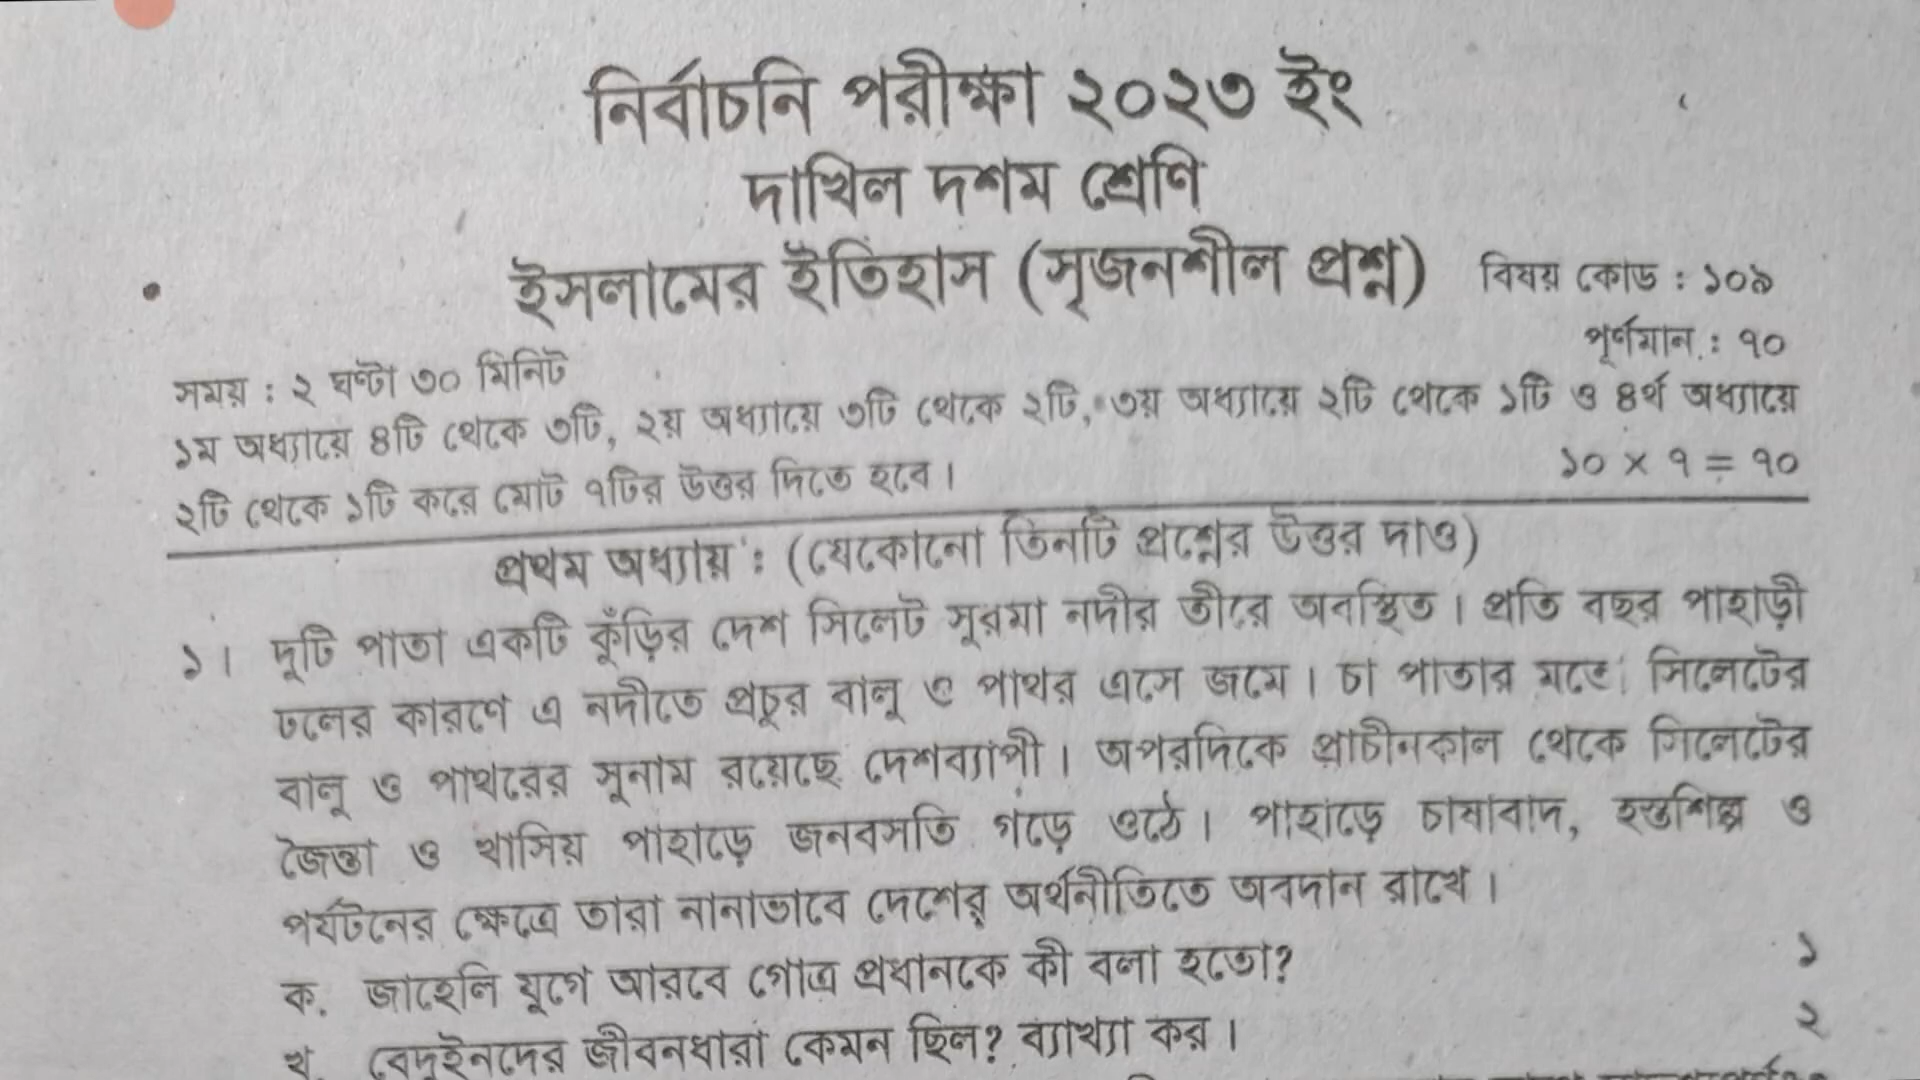 নির্বাচনি পরীক্ষা ২০২৩ ইং
দাখিল দশম শ্রেণি
ইসলামের ইতিহাস (সৃজনশীল প্রশ্ন) বিষয় কোড : ১০৯
পূর্ণমান : ৭০
সময় : ২ ঘণ্টা ৩০ মিনিট
১ম অধ্যায়ে ৪টি থেকে ৩টি, ২য় অধ্যায়ে ৩টি থেকে ২টি, ৩য় অধ্যায়ে ২টি থেকে ১টি ও ৪র্থ অধ্যায়ে
২টি থেকে ১টি করে মোট ৭টির উত্তর দিতে হবে। ১০ × ৭ = ৭০
প্রথম অধ্যায় : (যেকোনো তিনটি প্রশ্নের উত্তর দাও)
১। দুটি পাতা একটি কুঁড়ির দেশ সিলেট সুরমা নদীর তীরে অবস্থিত। প্রতি বছর পাহাড়ী
ঢলের কারণে এ নদীতে প্রচুর বালু ও পাথর এসে জমে। চা পাতার মতো সিলেটের
বালু ও পাথরের সুনাম রয়েছে দেশব্যাপী। অপরদিকে প্রাচীনকাল থেকে সিলেটের
জৈন্তা ও খাসিয় পাহাড়ে জনবসতি গড়ে ওঠে। পাহাড়ে চাষাবাদ, হস্তশিল্প ও
পর্যটনের ক্ষেত্রে তারা নানাভাবে দেশের অর্থনীতিতে অবদান রাখে।
ক. জাহেলি যুগে আরবে গোত্র প্রধানকে কী বলা হতো? ১
খ. বেদুইনদের জীবনধারা কেমন ছিল? ব্যাখ্যা কর। ২